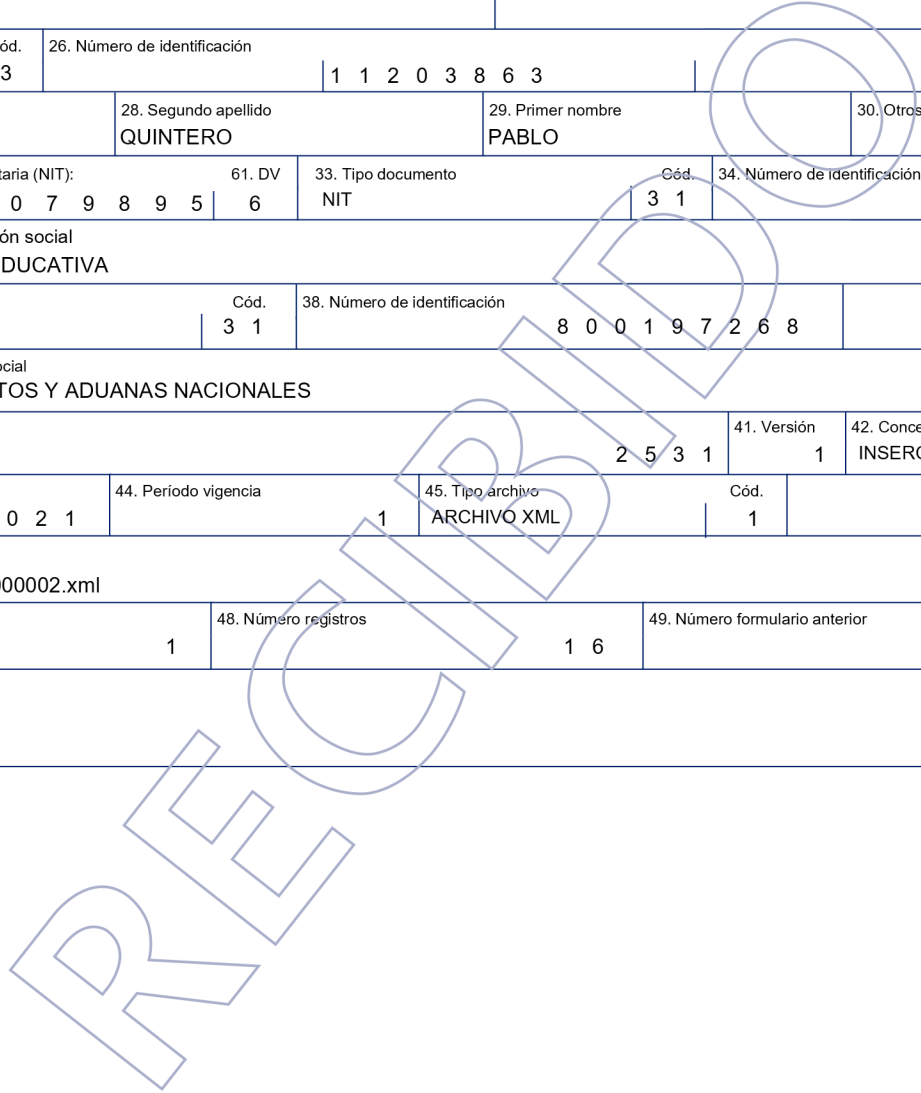 ód. 26. Número de identificación
3 1 1 2 0 3 8 6 3
28. Segundo apellido 29. Primer nombre 30. Otros
QUINTERO PABLO
taria (NIT): 61. DV 33. Tipo documento Cód. 34. Número de identificación
0 7 9 8 9 5 6 NIT 3 1
ón social
DUCATIVA
Cód. 38. Número de identificación
3 1 8 0 0 1 9 7 2 6 8
ocial
TOS Y ADUANAS NACIONALES
41. Versión 42. Conce
2 5 3 1 1 INSERC
44. Período vigencia 45. Tipo archivo Cód.
0 2 1 1 ARCHIVO XML 1
000002.xml
48. Número registros 49. Número formulario anterior
1 1 6
RECIBIDO